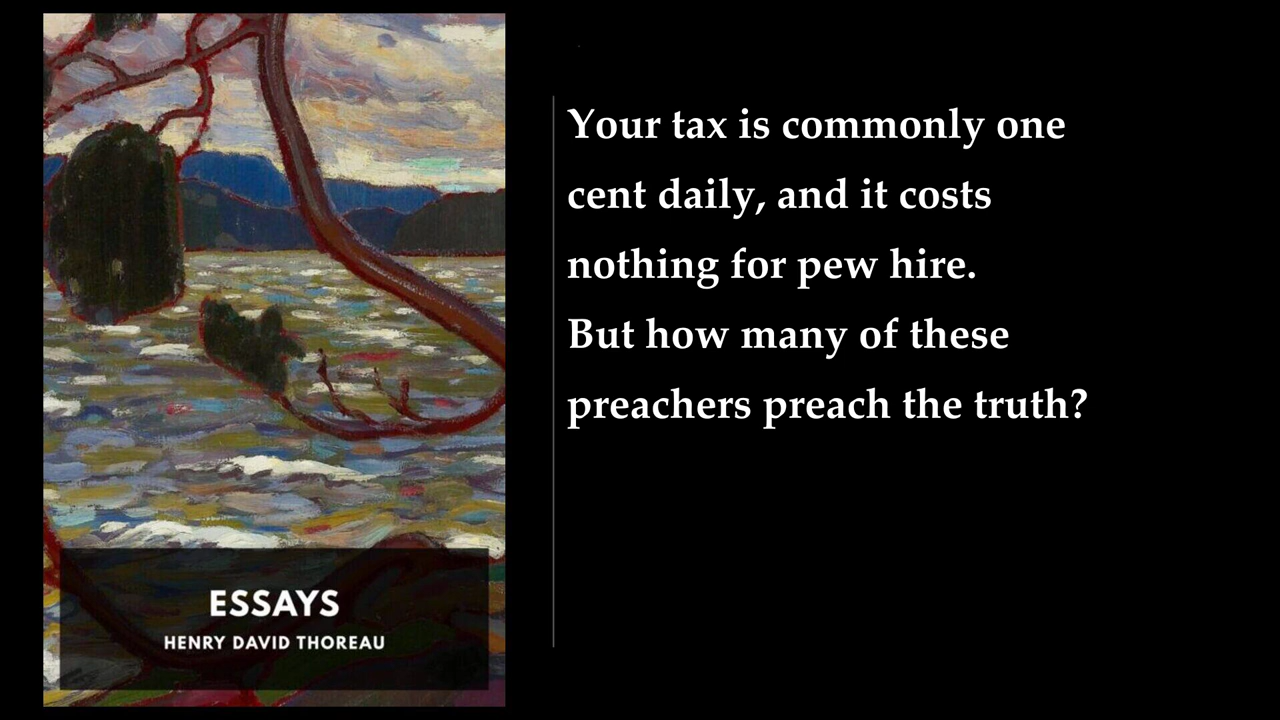 ESSAYS
HENRY DAVID THOREAU
Your tax is commonly one
cent daily, and it costs
nothing for pew hire.
But how many of these
preachers preach the truth?